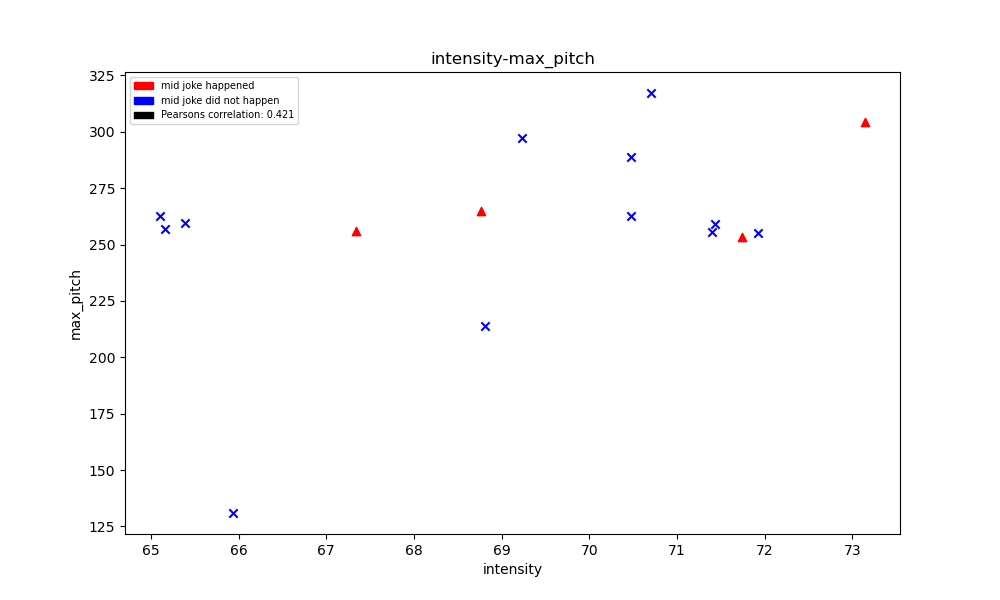 intensity-max_pitch
mid joke happened
mid joke did not happen
Pearsons correlation: 0.421
325
300
275
250
225
200
175
150
125
max_pitch
65 66 67 68 69 70 71 72 73
intensity